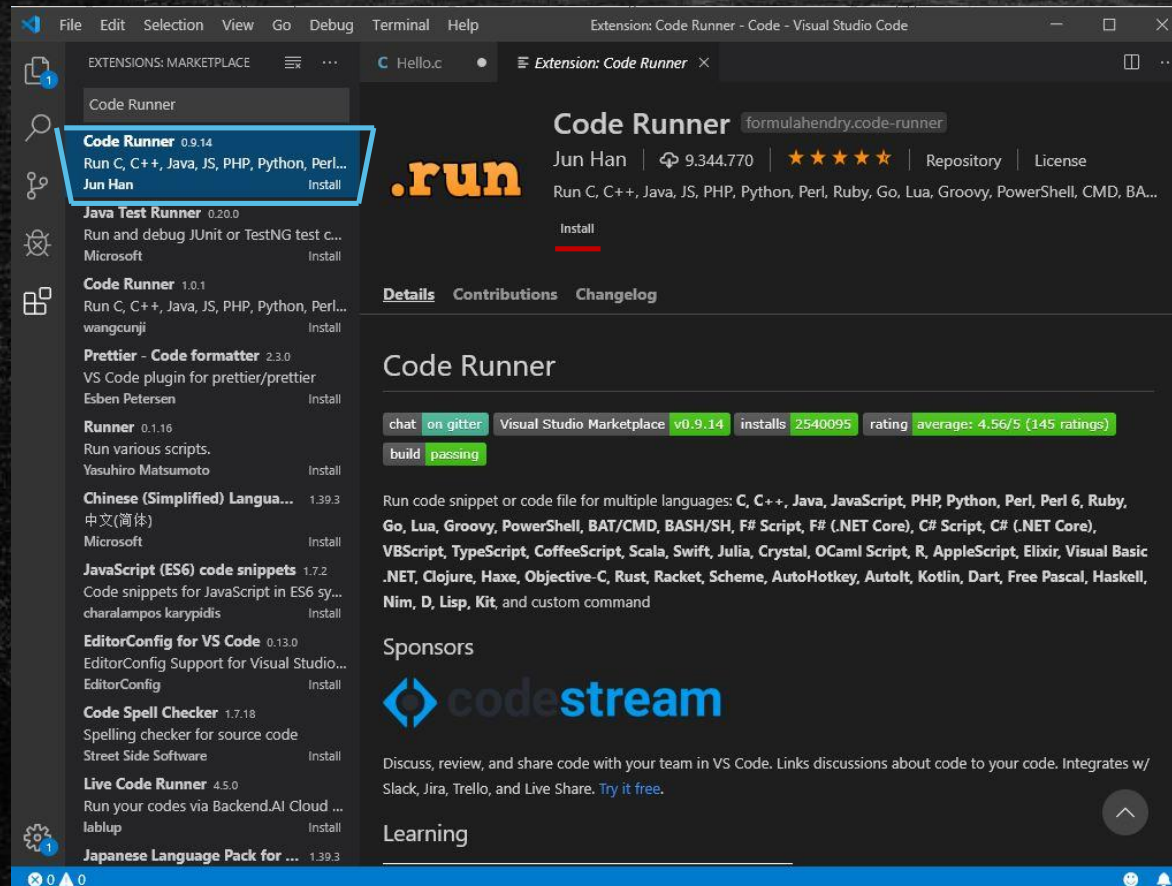 File Edit Selection View Go Debug Terminal Help Extension: Code Runner - Code - Visual Studio Code
EXTENSIONS: MARKETPLACE
Code Runner
Code Runner 0.9.14
Run C, C++, Java, JS, PHP, Python, Perl...
Jun Han Install
Java Test Runner 0.20.0
Run and debug JUnit or TestNG test c...
Microsoft Install
Code Runner 1.0.1
Run C, C++, Java, JS, PHP, Python, Perl...
wangcunji Install
Prettier - Code formatter 2.3.0
VS Code plugin for prettier/prettier
Esben Petersen Install
Runner 0.1.16
Run various scripts.
Yasuhiro Matsumoto Install
Chinese (Simplified) Langua... 1.39.3
中文(简体)
Microsoft Install
JavaScript (ES6) code snippets 1.7.2
Code snippets for JavaScript in ES6 sy...
charalampos karypidis Install
EditorConfig for VS Code 0.13.0
EditorConfig Support for Visual Studio...
EditorConfig Install
Code Spell Checker 1.7.18
Spelling checker for source code
Street Side Software Install
Live Code Runner 4.5.0
Run your codes via Backend.AI Cloud ...
lablup Install
Japanese Language Pack for ... 1.39.3
C Hello.c Extension: Code Runner
.run
Code Runner formulahendry.code-runner
Jun Han 9.344.770 Repository License
Run C, C++, Java, JS, PHP, Python, Perl, Ruby, Go, Lua, Groovy, PowerShell, CMD, BA...
Install
Details Contributions Changelog
Code Runner
chat on gitter Visual Studio Marketplace v0.9.14 installs 2540095 rating average: 4.56/5 (145 ratings)
build passing
Run code snippet or code file for multiple languages: C, C++, Java, JavaScript, PHP, Python, Perl, Perl 6, Ruby,
Go, Lua, Groovy, PowerShell, BAT/CMD, BASH/SH, F# Script, F# (.NET Core), C# Script, C# (.NET Core),
VBScript, TypeScript, CoffeeScript, Scala, Swift, Julia, Crystal, OCaml Script, R, AppleScript, Elixir, Visual Basic
.NET, Clojure, Haxe, Objective-C, Rust, Racket, Scheme, AutoHotkey, AutoIt, Kotlin, Dart, Free Pascal, Haskell,
Nim, D, Lisp, Kit, and custom command
Sponsors
codestream
Discuss, review, and share code with your team in VS Code. Links discussions about code to your code. Integrates w/
Slack, Jira, Trello, and Live Share. Try it free.
Learning
1
1
0 0